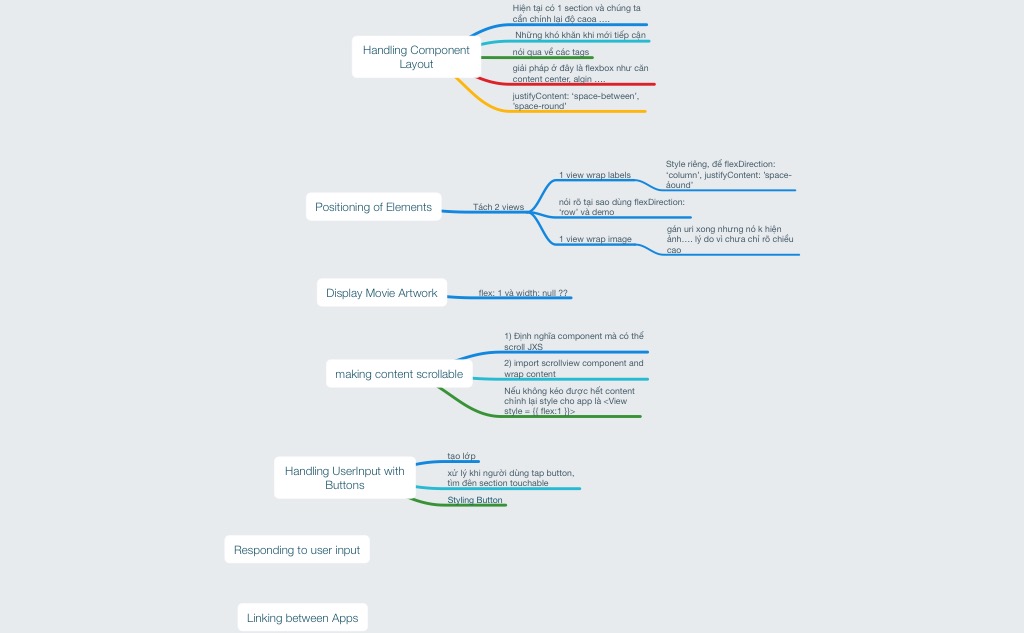 Hiện tại có 1 section và chúng ta
cần chỉnh lại độ caoa ….
Những khó khăn khi mới tiếp cận
Handling Component
Layout
nói qua về các tags
giải pháp ở đây là flexbox như căn
content center, algin ….
justifyContent: ‘space-between’,
’space-round’
Style riêng, để flexDirection:
‘column’, justifyContent: ’space-
aound’
1 view wrap labels
Positioning of Elements
Tách 2 views
nói rõ tại sao dùng flexDirection:
‘row’ và demo
1 view wrap image
gán uri xong nhưng nó k hiện
ảnh…. lý do vì chưa chỉ rõ chiều
cao
Display Movie Artwork
flex: 1 và width: null ??
1) Định nghĩa component mà có thể
scroll JXS
making content scrollable
2) import scrollview component and
wrap content
Nếu không kéo được hết content
chỉnh lại style cho app là <View
style = {{ flex:1 }}>
Handling UserInput with
Buttons
tạo lớp
xử lý khi người dùng tap button,
tìm đến section touchable
Styling Button
Responding to user input
Linking between Apps